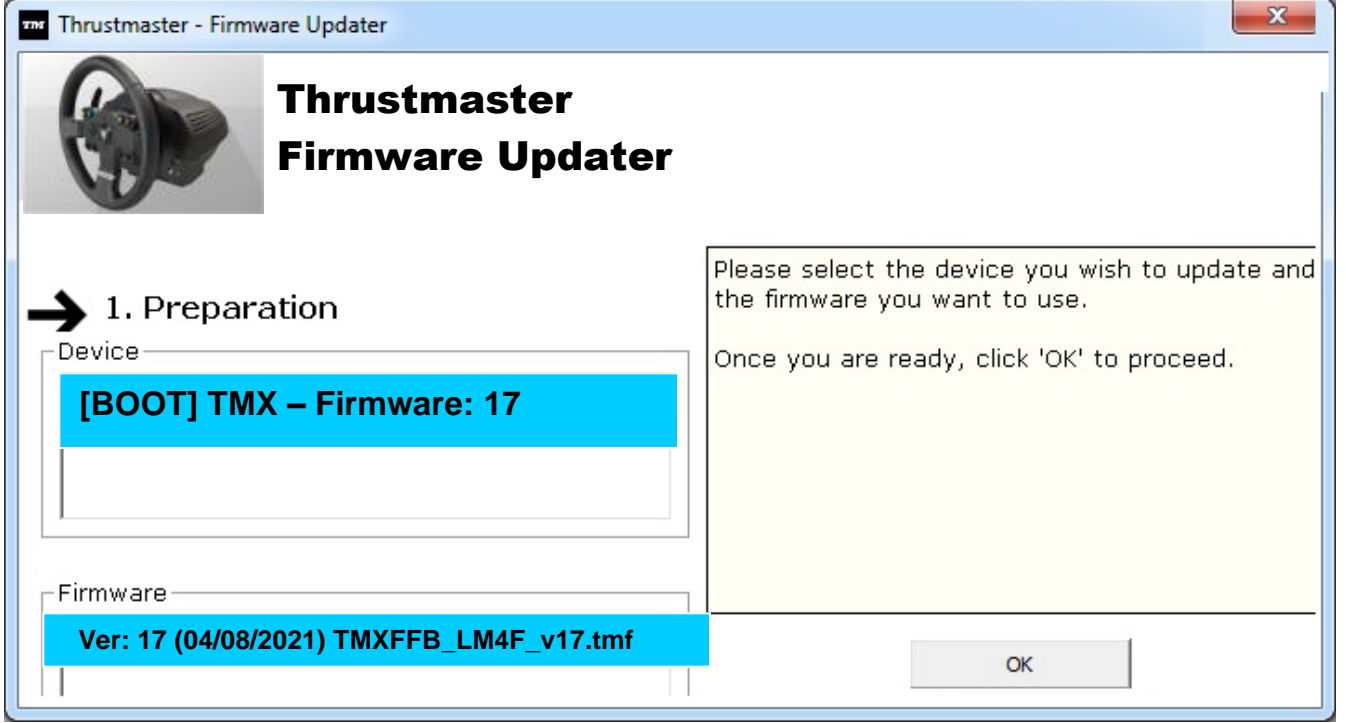 TM Thrustmaster - Firmware Updater
X
Thrustmaster
Firmware Updater
1. Preparation
Device
[BOOT] TMX – Firmware: 17
Firmware
Ver: 17 (04/08/2021) TMXFFB_LM4F_v17.tmf
Please select the device you wish to update and
the firmware you want to use.
Once you are ready, click 'OK' to proceed.
OK